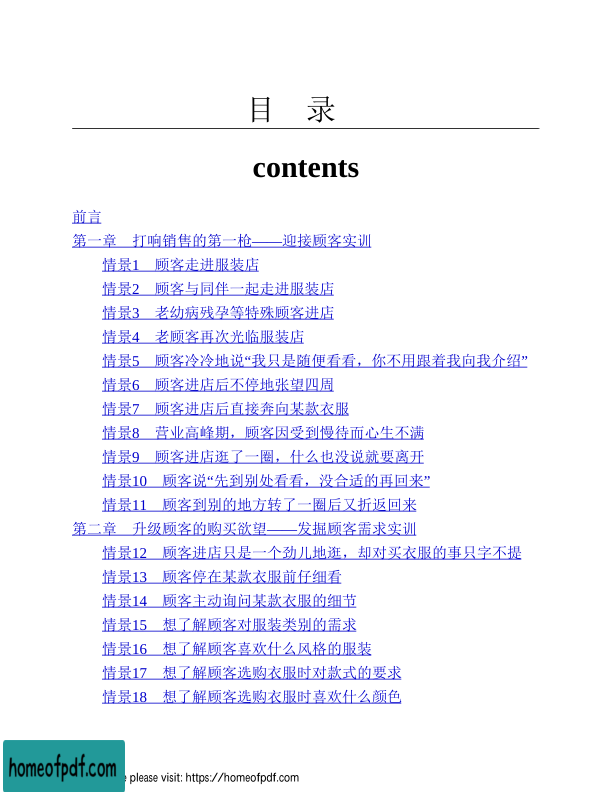 目 录
contents
前言
第一章 打响销售的第一枪——迎接顾客实训
情景1 顾客走进服装店
情景2 顾客与同伴一起走进服装店
情景3 老幼病残孕等特殊顾客进店
情景4 老顾客再次光临服装店
情景5 顾客冷冷地说“我只是随便看看，你不用跟着我向我介绍”
情景6 顾客进店后不停地张望四周
情景7 顾客进店后直接奔向某款衣服
情景8 营业高峰期，顾客因受到慢待而心生不满
情景9 顾客进店逛了一圈，什么也没说就要离开
情景10 顾客说“先到别处看看，没合适的再回来”
情景11 顾客到别的地方转了一圈后又折返回来
第二章 升级顾客的购买欲望——发掘顾客需求实训
情景12 顾客进店只是一个劲儿地逛，却对买衣服的事只字不提
情景13 顾客停在某款衣服前仔细看
情景14 顾客主动询问某款衣服的细节
情景15 想了解顾客对服装类别的需求
情景16 想了解顾客喜欢什么风格的服装
情景17 想了解顾客选购衣服时对款式的要求
情景18 想了解顾客选购衣服时喜欢什么颜色
homeofpdf.com
please visit: https://homeofpdf.com